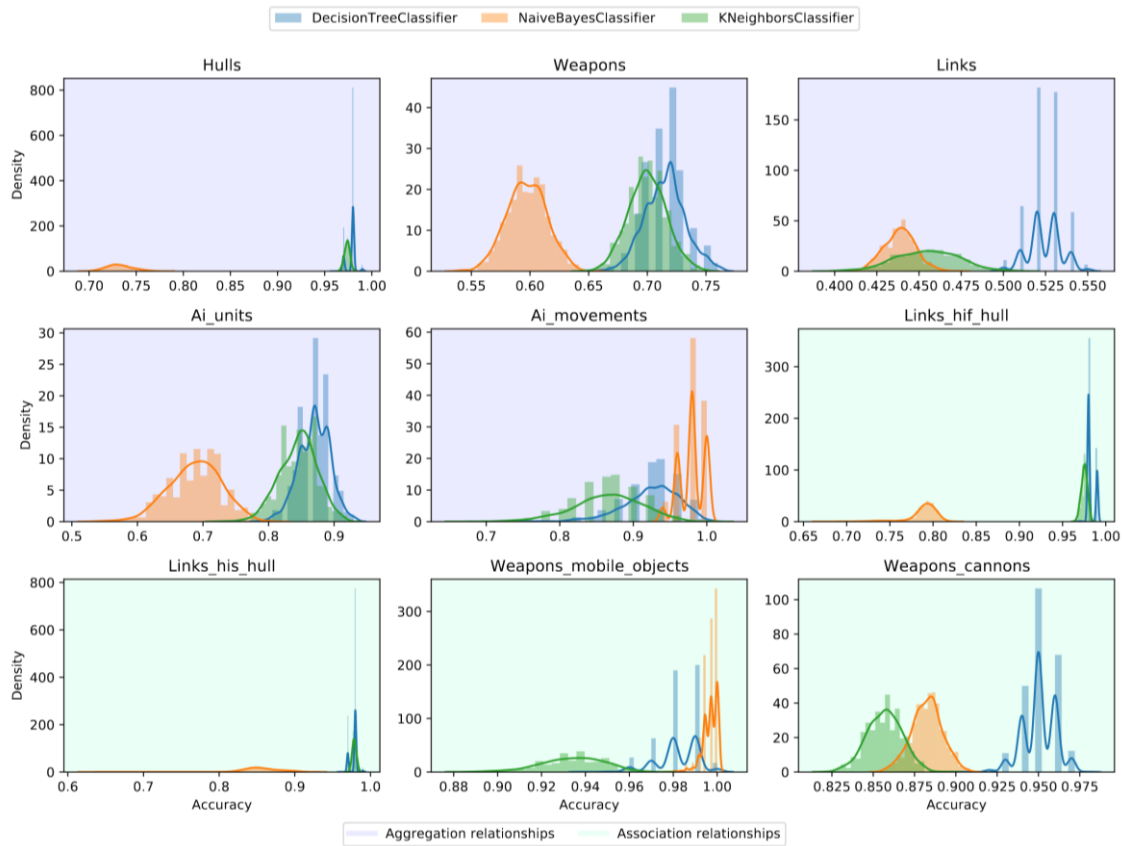 DecisionTreeClassifier NaiveBayesClassifier KNeighborsClassifier
Hulls Weapons Links
Density
800
600
400
200
0
0.70 0.75 0.80 0.85 0.90 0.95 1.00
40
30
20
10
0
0.55 0.60 0.65 0.70 0.75
150
100
50
0
0.400 0.425 0.450 0.475 0.500 0.525 0.550
Ai_units Ai_movements Links_hif_hull
Density
30
25
20
15
10
5
0
0.5 0.6 0.7 0.8 0.9
60
50
40
30
20
10
0
0.7 0.8 0.9 1.0
300
200
100
0
0.65 0.70 0.75 0.80 0.85 0.90 0.95 1.00
Links_his_hull Weapons_mobile_objects Weapons_cannons
Density
800
600
400
200
0
0.6 0.7 0.8 0.9 1.0
Accuracy
300
200
100
0
0.88 0.90 0.92 0.94 0.96 0.98 1.00
Accuracy
100
80
60
40
20
0
0.825 0.850 0.875 0.900 0.925 0.950 0.975
Accuracy
Aggregation relationships Association relationships